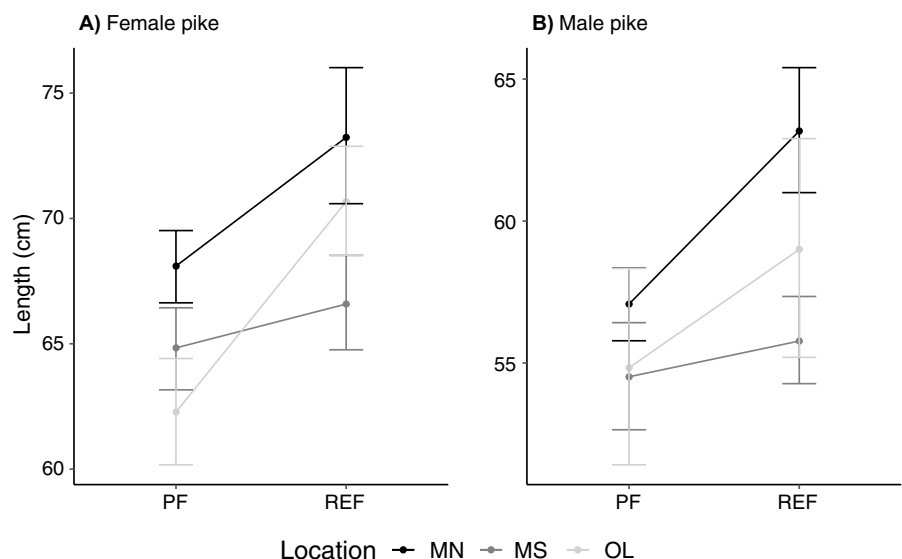 A) Female pike
B) Male pike
Length (cm)
75
70
65
60
65
60
55
PF
REF
PF
REF
Location MN MS OL